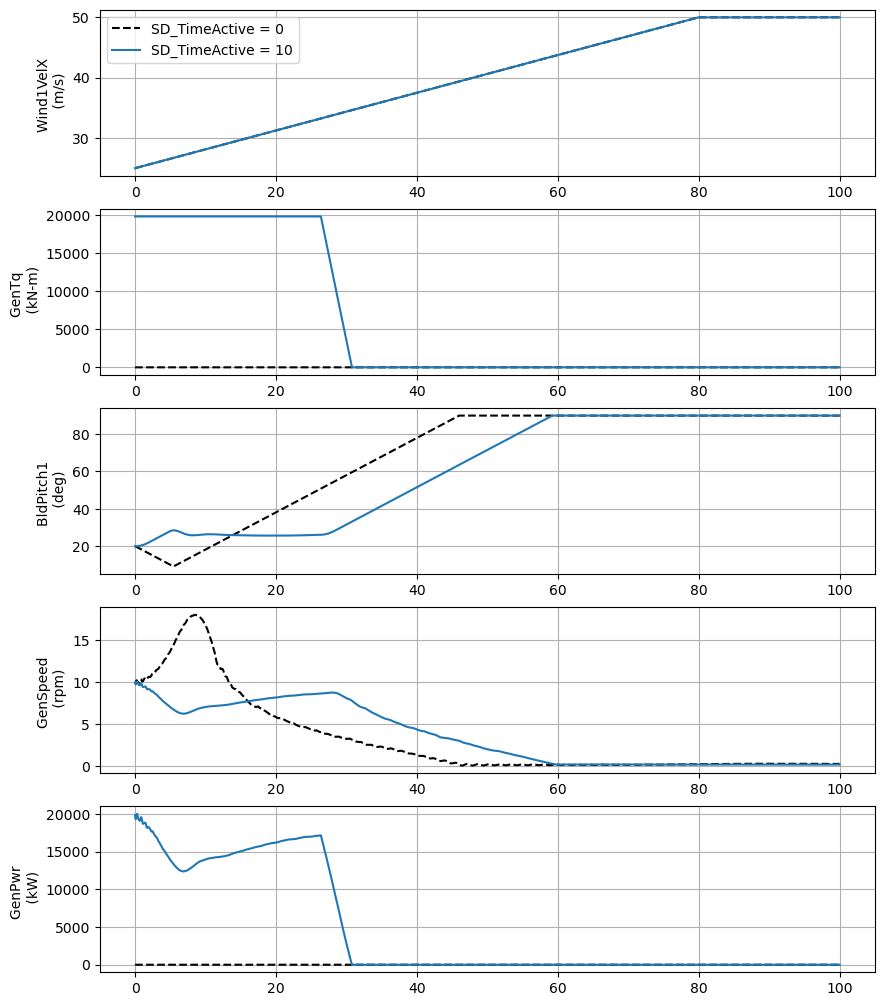 50
40
30
Wind1VelX
(m/s)
SD_TimeActive = 0
SD_TimeActive = 10
0 20 40 60 80 100
20000
15000
10000
5000
0
GenTq
(kN-m)
0 20 40 60 80 100
80
60
40
20
BldPitch1
(deg)
0 20 40 60 80 100
15
10
5
0
GenSpeed
(rpm)
0 20 40 60 80 100
20000
15000
10000
5000
0
GenPwr
(kW)
0 20 40 60 80 100